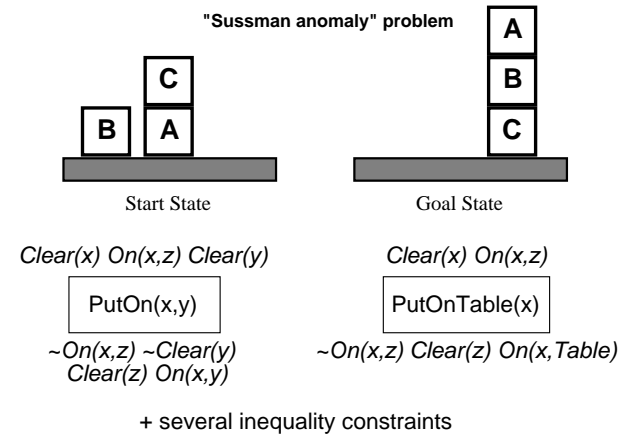 "Sussman anomaly" problem
A
C
B
B
A
C
Start State
Goal State
Clear(x) On(x,z) Clear(y)
Clear(x) On(x,z)
PutOn(x,y)
PutOnTable(x)
~On(x,z) ~Clear(y)
Clear(z) On(x,y)
~On(x,z) Clear(z) On(x,Table)
+ several inequality constraints